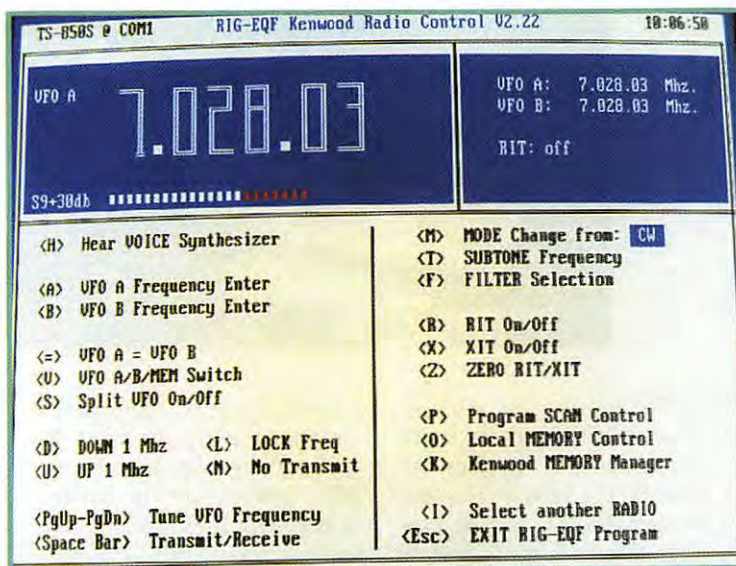 TS-850S @ COM1 RIG-EQF Kenwood Radio Control V2.22 10:06:50
VFO A 7.028.03
S9+30db
VFO A: 7.028.03 Mhz.
VFO B: 7.028.03 Mhz.
RIT: off
<H> Hear VOICE Synthesizer
<A> VFO A Frequency Enter
<B> VFO B Frequency Enter
<=> VFO A = VFO B
<V> VFO A/B/MEM Switch
<S> Split VFO On/Off
<D> DOWN 1 Mhz <L> LOCK Freq
<U> UP 1 Mhz <N> No Transmit
<PgUp-PgDn> Tune VFO Frequency
<Space Bar> Transmit/Receive
<M> MODE Change from: CW
<T> SUBTONE Frequency
<F> FILTER Selection
<R> RIT On/Off
<X> XIT On/Off
<Z> ZERO RIT/XIT
<P> Program SCAN Control
<O> Local MEMORY Control
<K> Kenwood MEMORY Manager
<I> Select another RADIO
<Esc> EXIT RIG-EQF Program